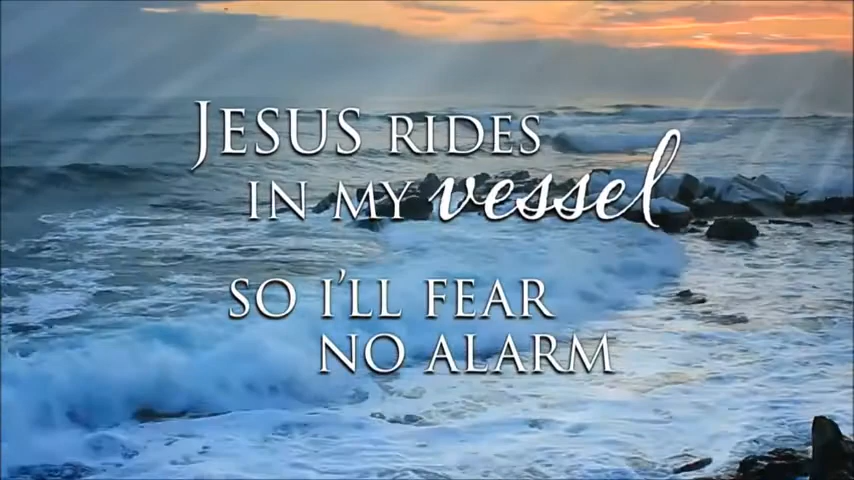 JESUS RIDES
IN MY vessel
SO I'LL FEAR
NO ALARM